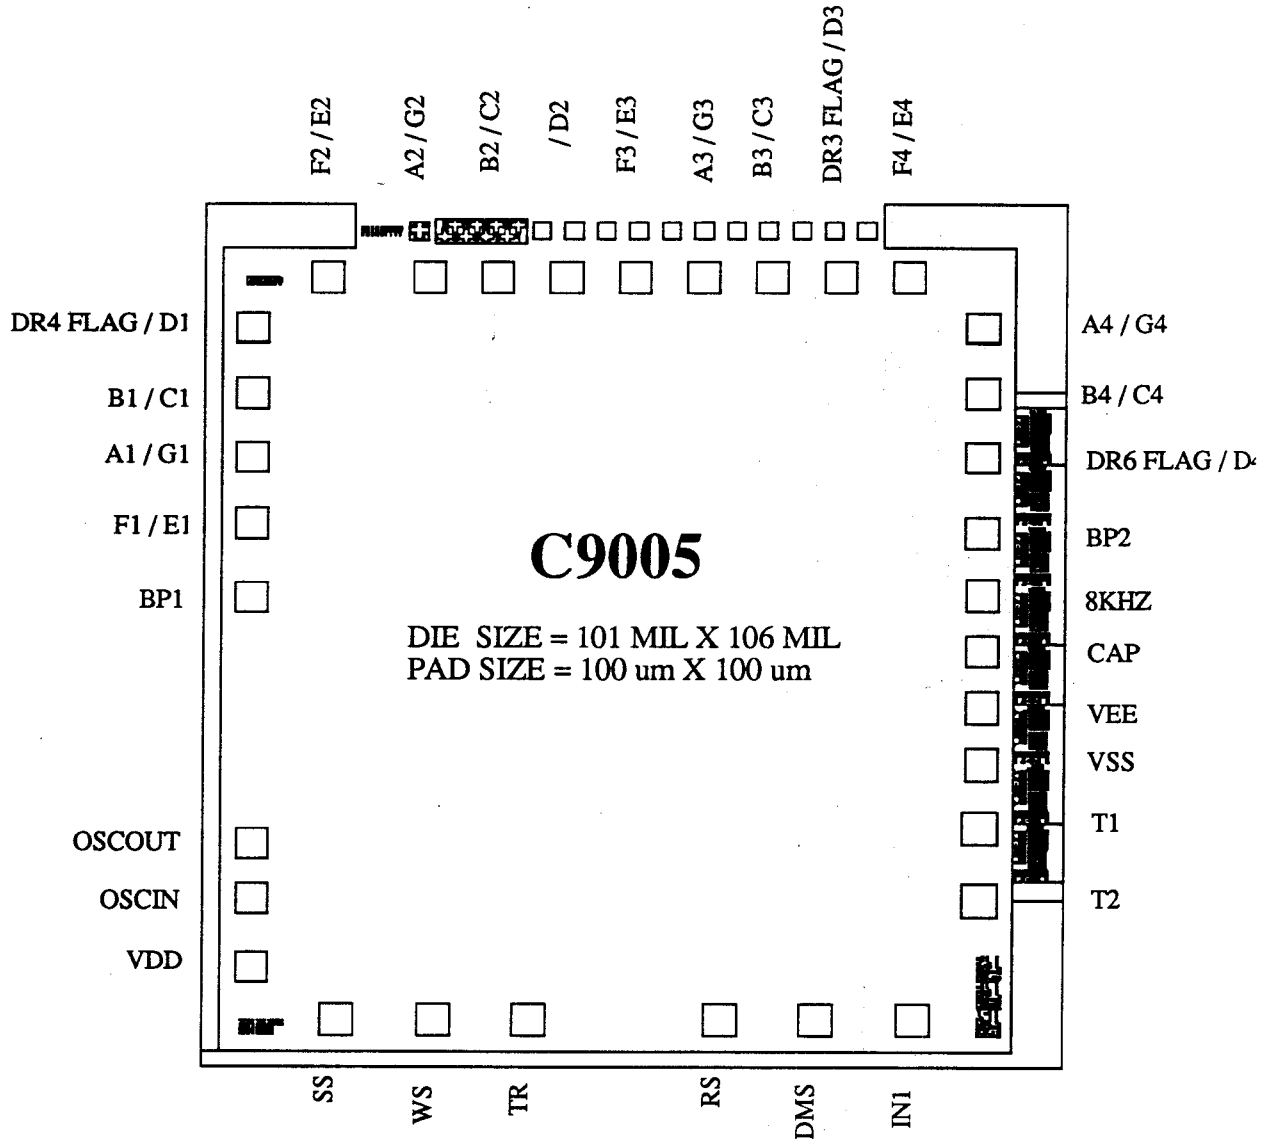 F2 / E2
A2 / G2
B2 / C2
/ D2
F3 / E3
A3 / G3
B3 / C3
DR3 FLAG / D3
F4 / E4
DR4 FLAG / D1
B1 / C1
A1 / G1
F1 / E1
BP1
OSCOUT
OSCIN
VDD
C9005
DIE SIZE = 101 MIL X 106 MIL
PAD SIZE = 100 um X 100 um
A4 / G4
B4 / C4
DR6 FLAG / D4
BP2
8KHZ
CAP
VEE
VSS
T1
T2
SS
WS
TR
RS
DMS
IN1